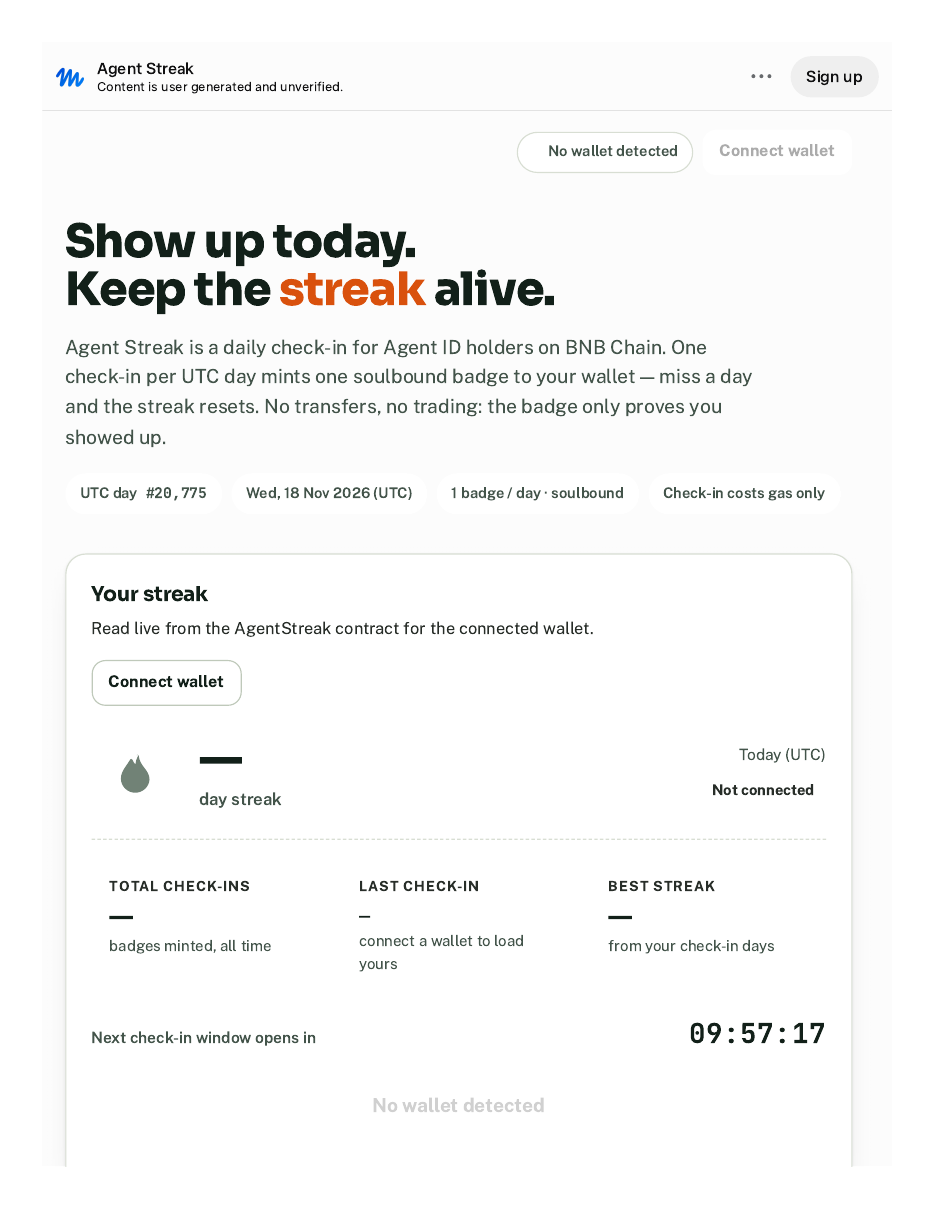 Agent Streak
Content is user generated and unverified.
Sign up
No wallet detected
Connect wallet
Show up today.
Keep the streak alive.
Agent Streak is a daily check-in for Agent ID holders on BNB Chain. One
check-in per UTC day mints one soulbound badge to your wallet — miss a day
and the streak resets. No transfers, no trading: the badge only proves you
showed up.
UTC day #20,775
Wed, 18 Nov 2026 (UTC)
1 badge / day · soulbound
Check-in costs gas only
Your streak
Read live from the AgentStreak contract for the connected wallet.
Connect wallet
—
day streak
Today (UTC)
Not connected
TOTAL CHECK-INS
—
badges minted, all time
LAST CHECK-IN
—
connect a wallet to load
yours
BEST STREAK
—
from your check-in days
Next check-in window opens in
09:57:17
No wallet detected